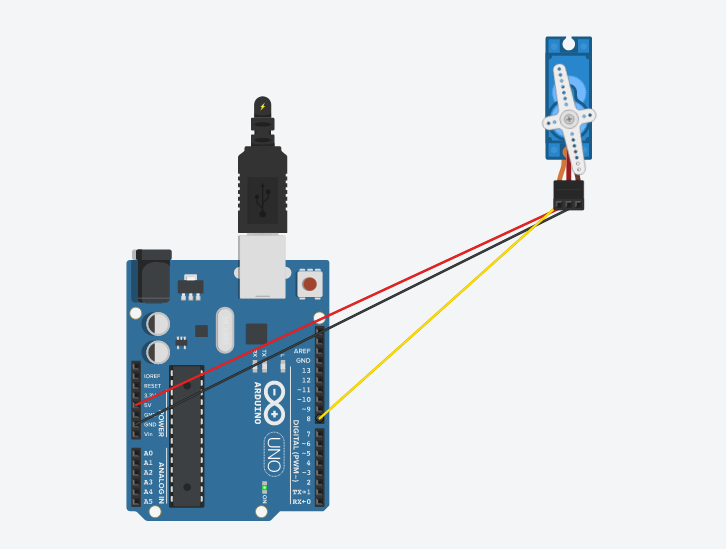 AREF
GND
13
12
~11
~10
~9
8
7
~6
~5
4
~3
2
TX→1
RX←0
IOREF
RESET
3.3V
5V
GND
GND
Vin
A0
A1
A2
A3
A4
A5
POWER
ANALOG IN
TX
RX
L
ARDUINO
UNO
DIGITAL (PWM~)
ON